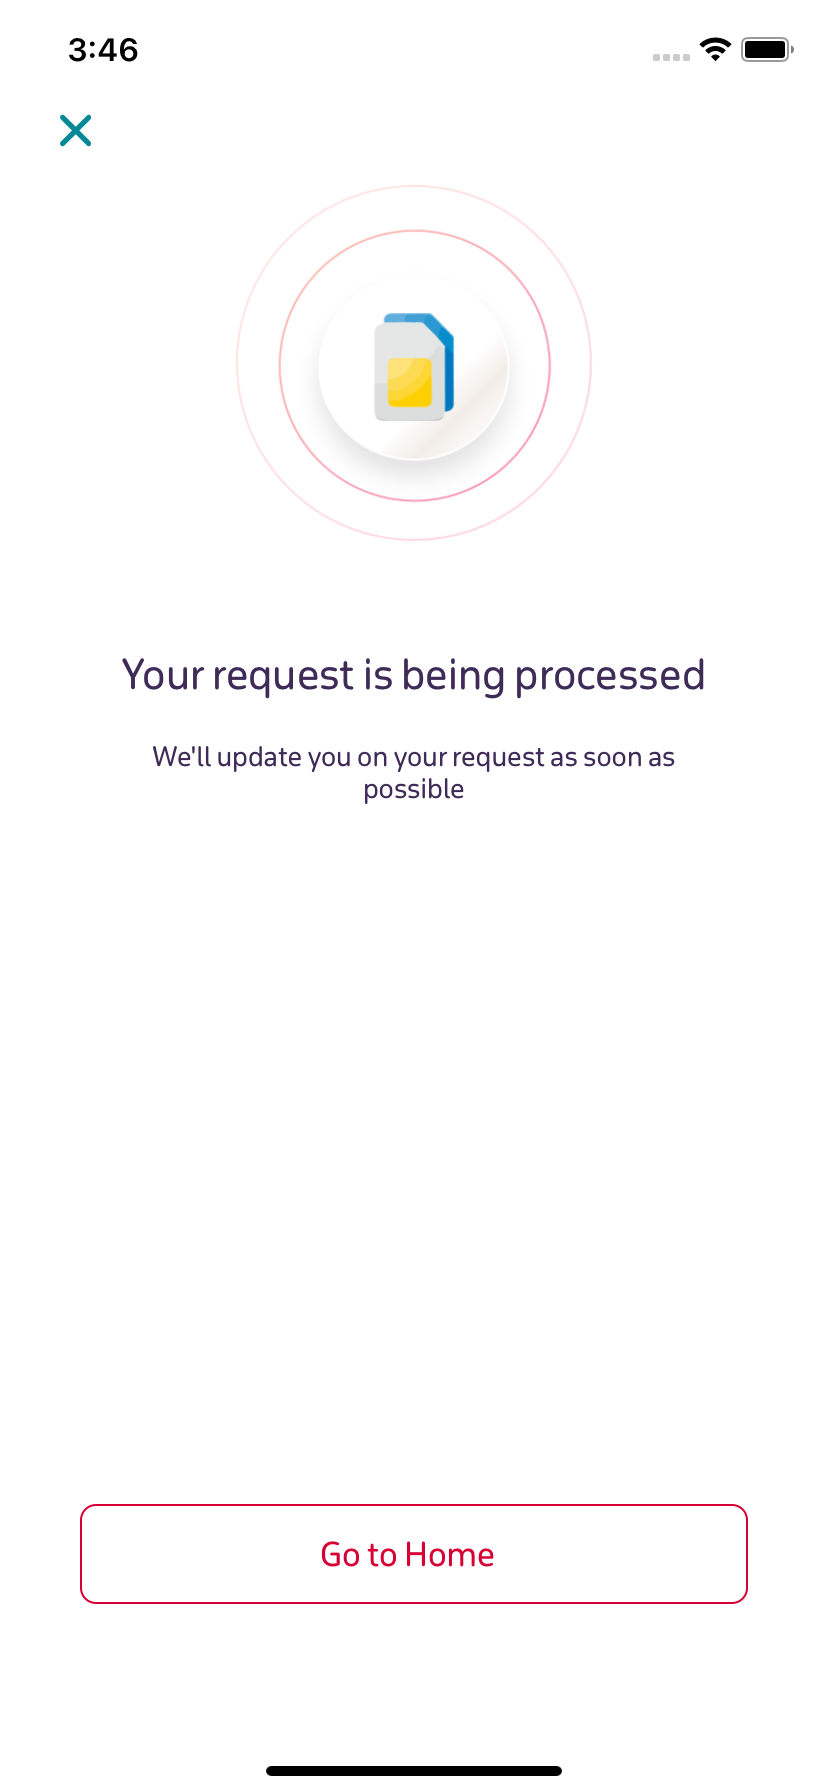 3:46
Your request is being processed
We'll update you on your request as soon as
possible
Go to Home